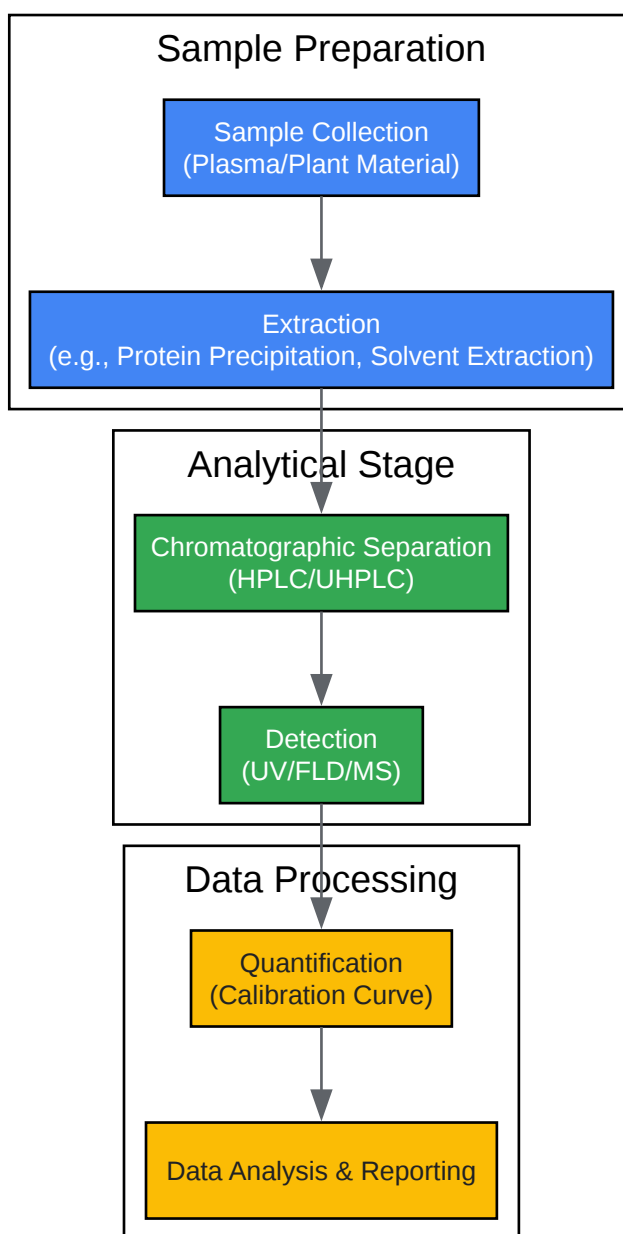 Sample Preparation
Sample Collection
(Plasma/Plant Material)
Extraction
(e.g., Protein Precipitation, Solvent Extraction)
Analytical Stage
Chromatographic Separation
(HPLC/UHPLC)
Detection
(UV/FLD/MS)
Data Processing
Quantification
(Calibration Curve)
Data Analysis & Reporting